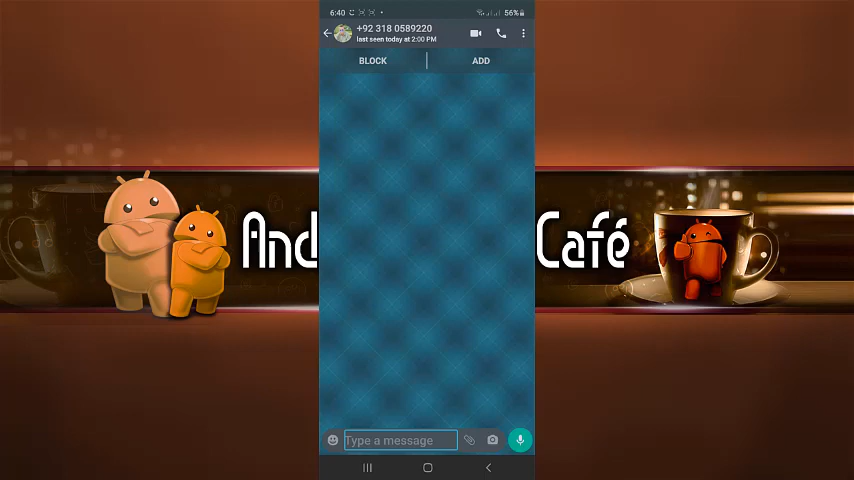 6:40
56%
+92 318 0589220
last seen today at 2:00 PM
BLOCK
ADD
And
Café
Type a message